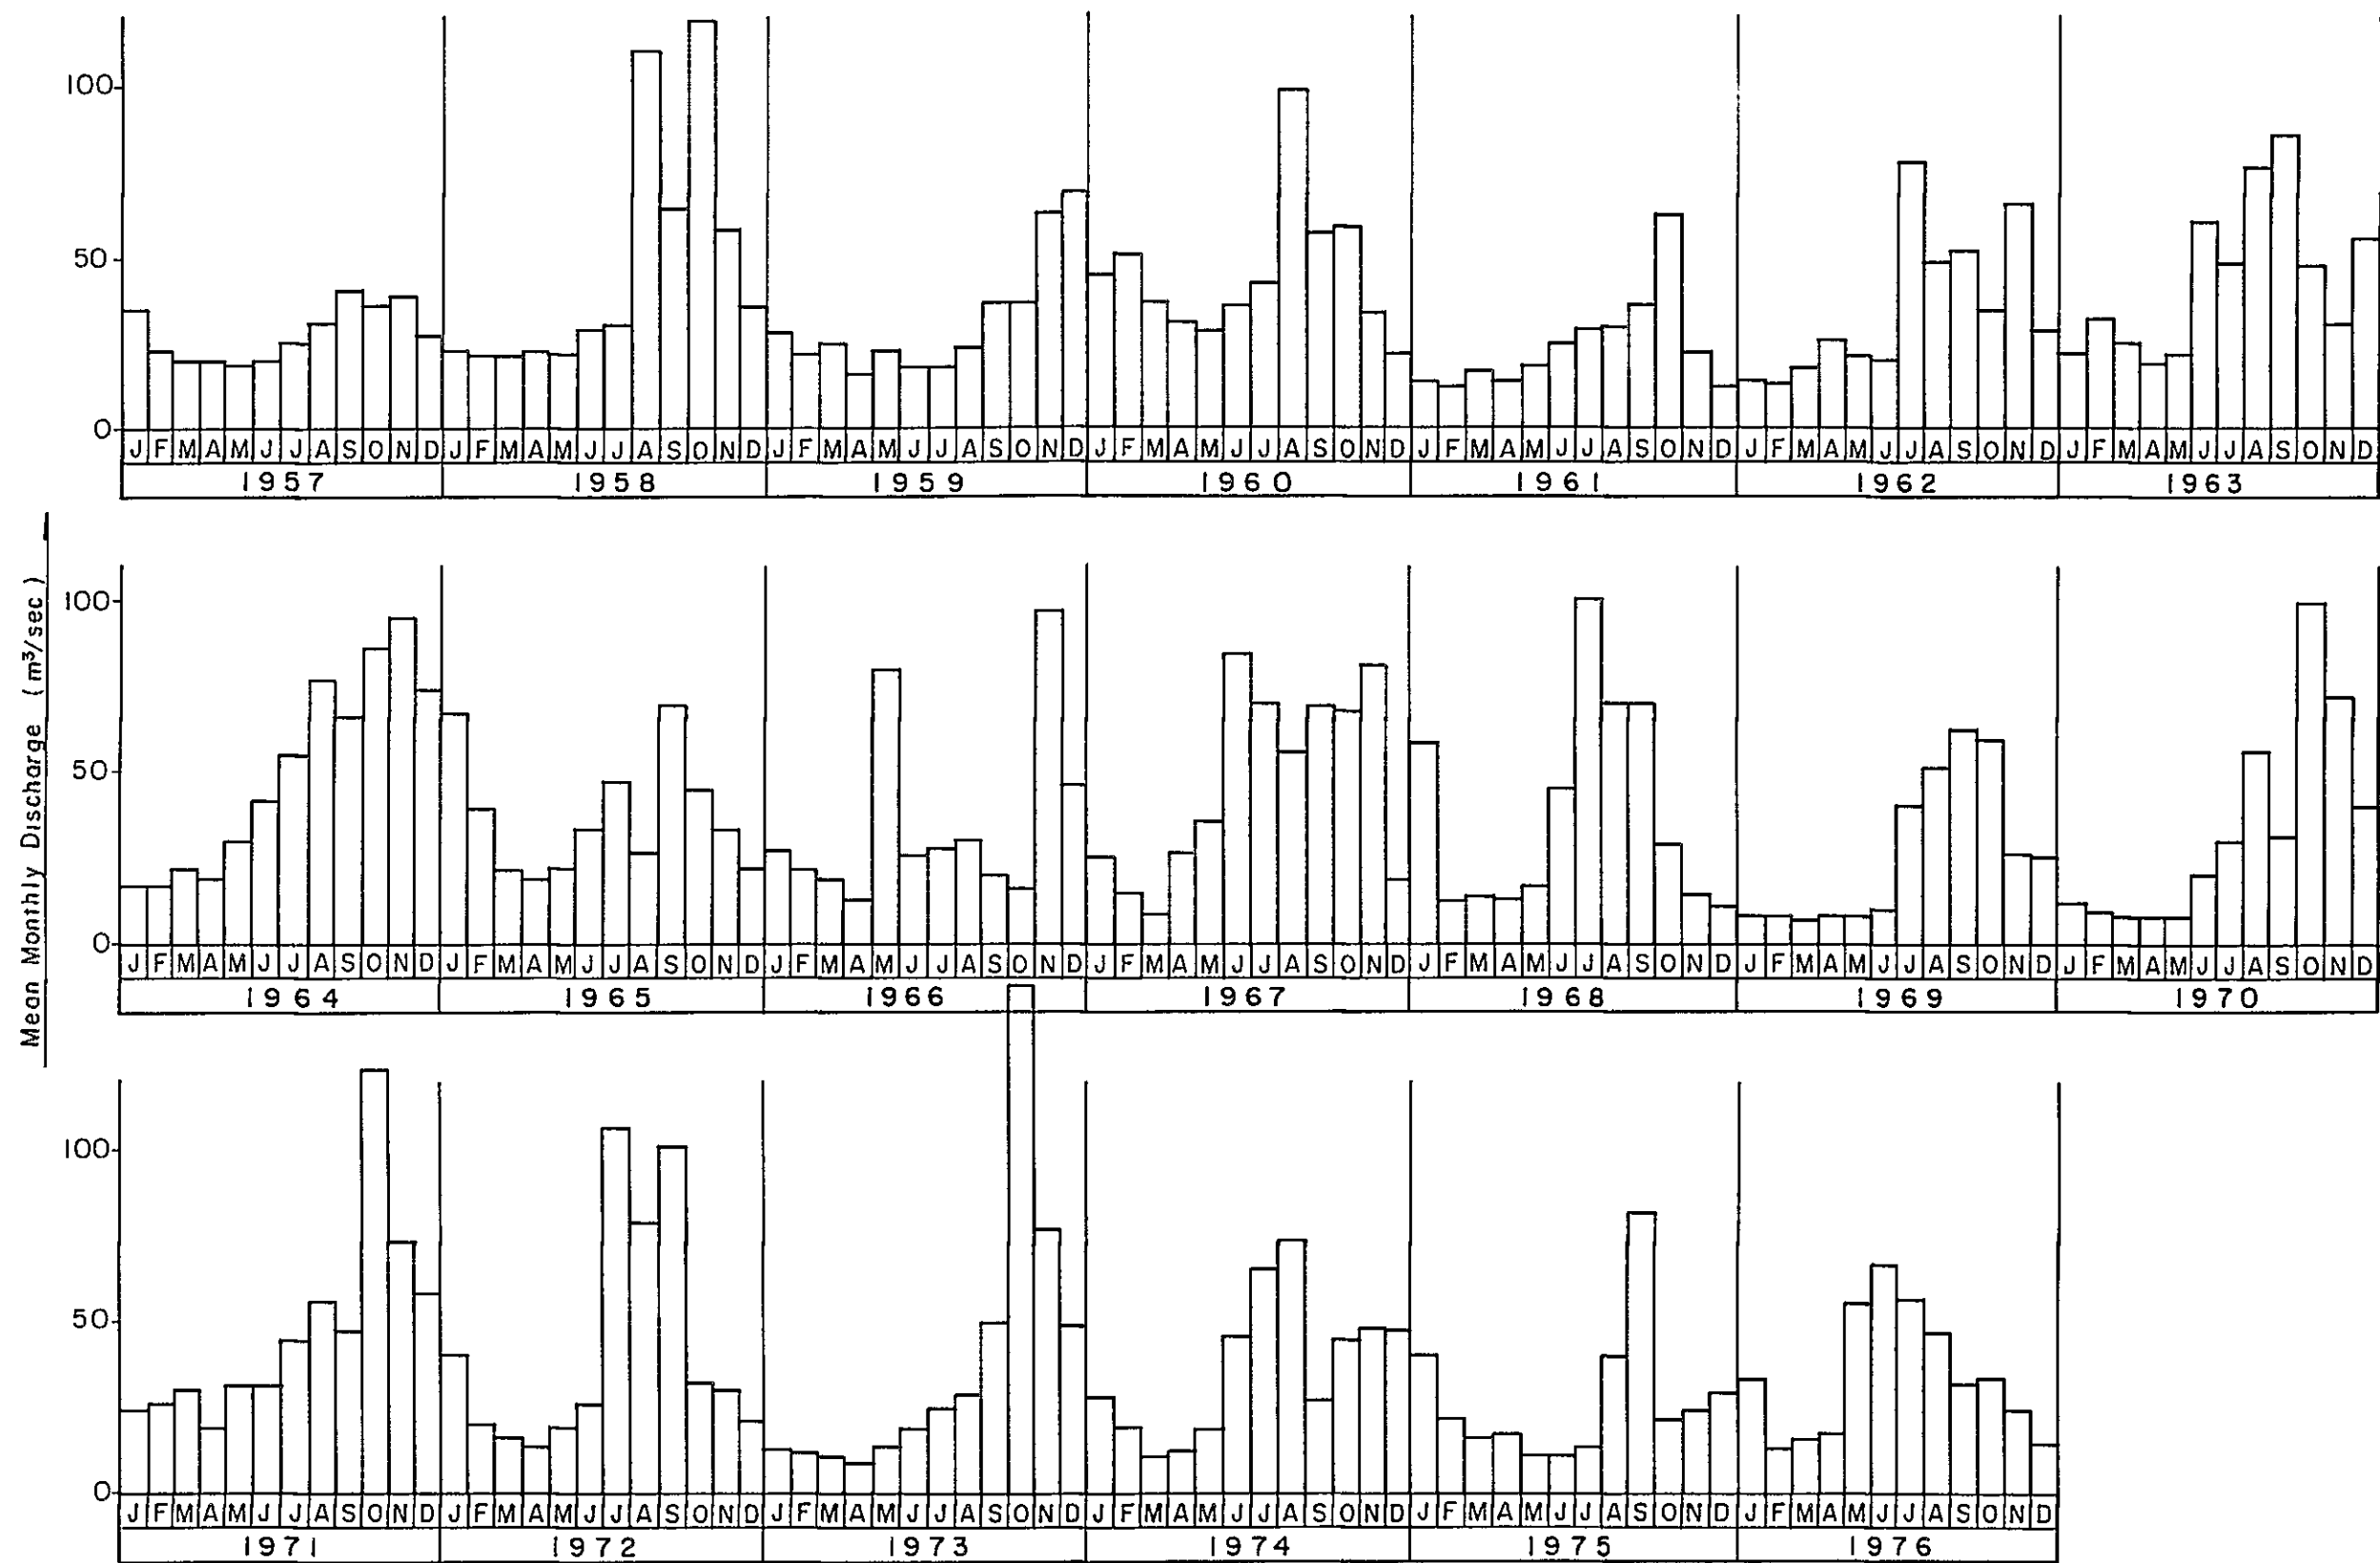 Mean Monthly Discharge (m³/sec)
100
50
0
J F M A M J J A S O N D J F M A M J J A S O N D J F M A M J J A S O N D J F M A M J J A S O N D J F M A M J J A S O N D J F M A M J J A S O N D J F M A M J J A S O N D
1957 1958 1959 1960 1961 1962 1963
100
50
0
J F M A M J J A S O N D J F M A M J J A S O N D J F M A M J J A S O N D J F M A M J J A S O N D J F M A M J J A S O N D J F M A M J J A S O N D J F M A M J J A S O N D
1964 1965 1966 1967 1968 1969 1970
100
50
0
J F M A M J J A S O N D J F M A M J J A S O N D J F M A M J J A S O N D J F M A M J J A S O N D J F M A M J J A S O N D J F M A M J J A S O N D
1971 1972 1973 1974 1975 1976